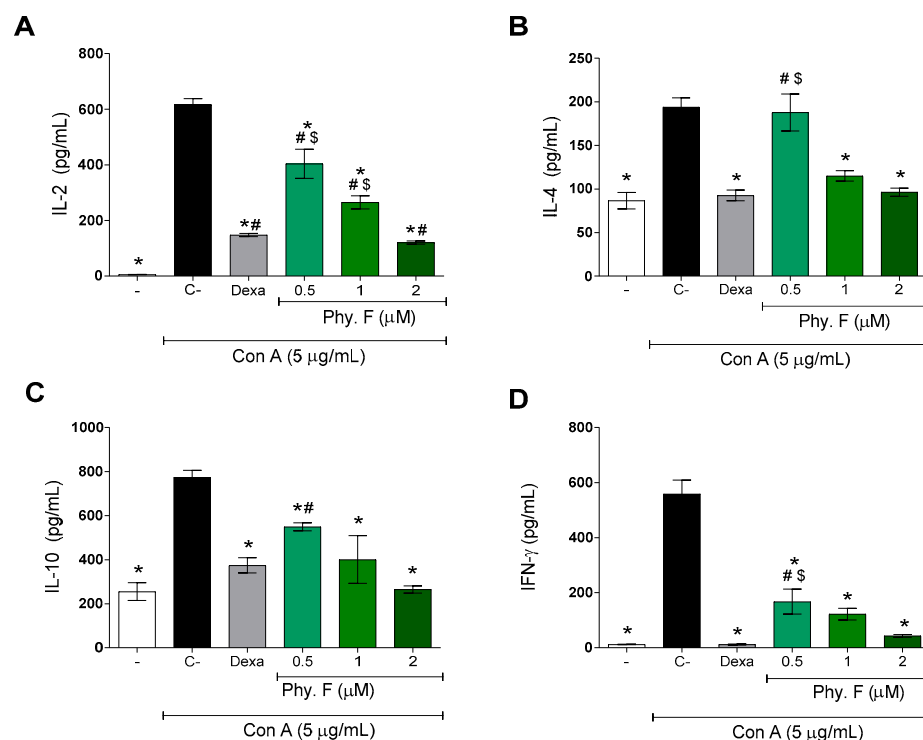 A
IL-2 (pg/mL)
800
600
400
200
0
*
*#
*
# $
*
# $
*#
- C- Dexa 0.5 1 2
Phy. F (μM)
Con A (5 μg/mL)
B
IL-4 (pg/mL)
250
200
150
100
50
0
*
*
# $
*
*
- C- Dexa 0.5 1 2
Phy. F (μM)
Con A (5 μg/mL)
C
IL-10 (pg/mL)
1000
800
600
400
200
0
*
*
*#
*
*
- C- Dexa 0.5 1 2
Phy. F (μM)
Con A (5 μg/mL)
D
IFN-γ (pg/mL)
800
600
400
200
0
*
*
*
# $
*
*
- C- Dexa 0.5 1 2
Phy. F (μM)
Con A (5 μg/mL)